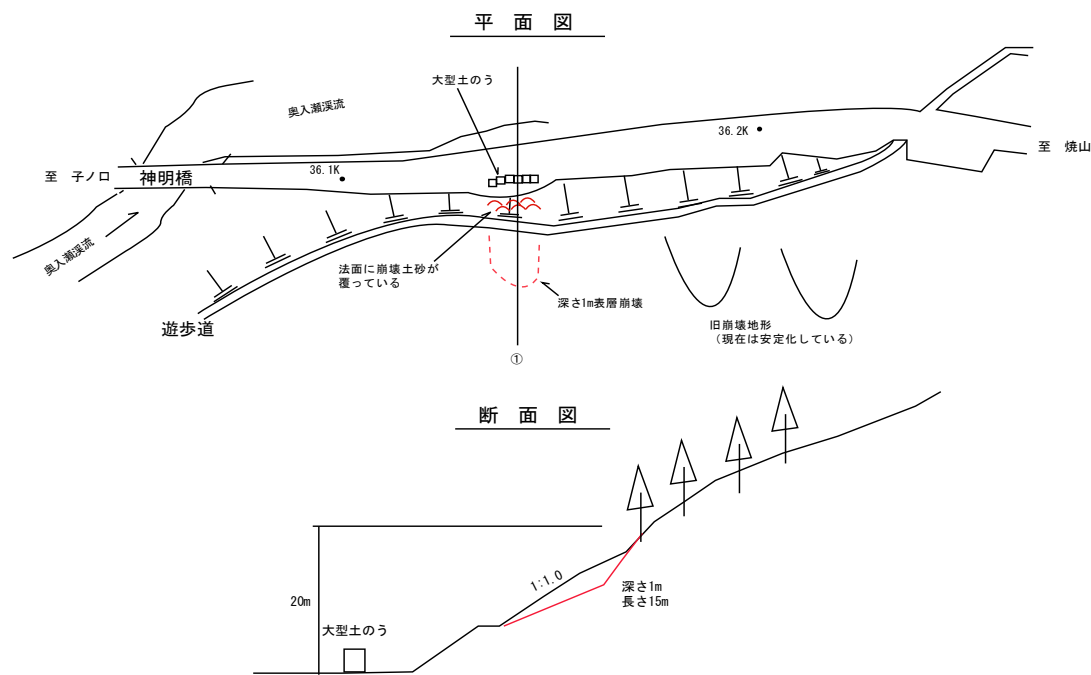 平 面 図
大型土のう
奥入瀬渓流
36.2K
至 焼山
36.1K
至 子ノ口
神明橋
奥入瀬渓流
法面に崩壊土砂が
覆っている
深さ1m表層崩壊
遊歩道
旧崩壊地形
(現在は安定化している)
①
断 面 図
1:1.0
深さ1m
長さ15m
20m
大型土のう